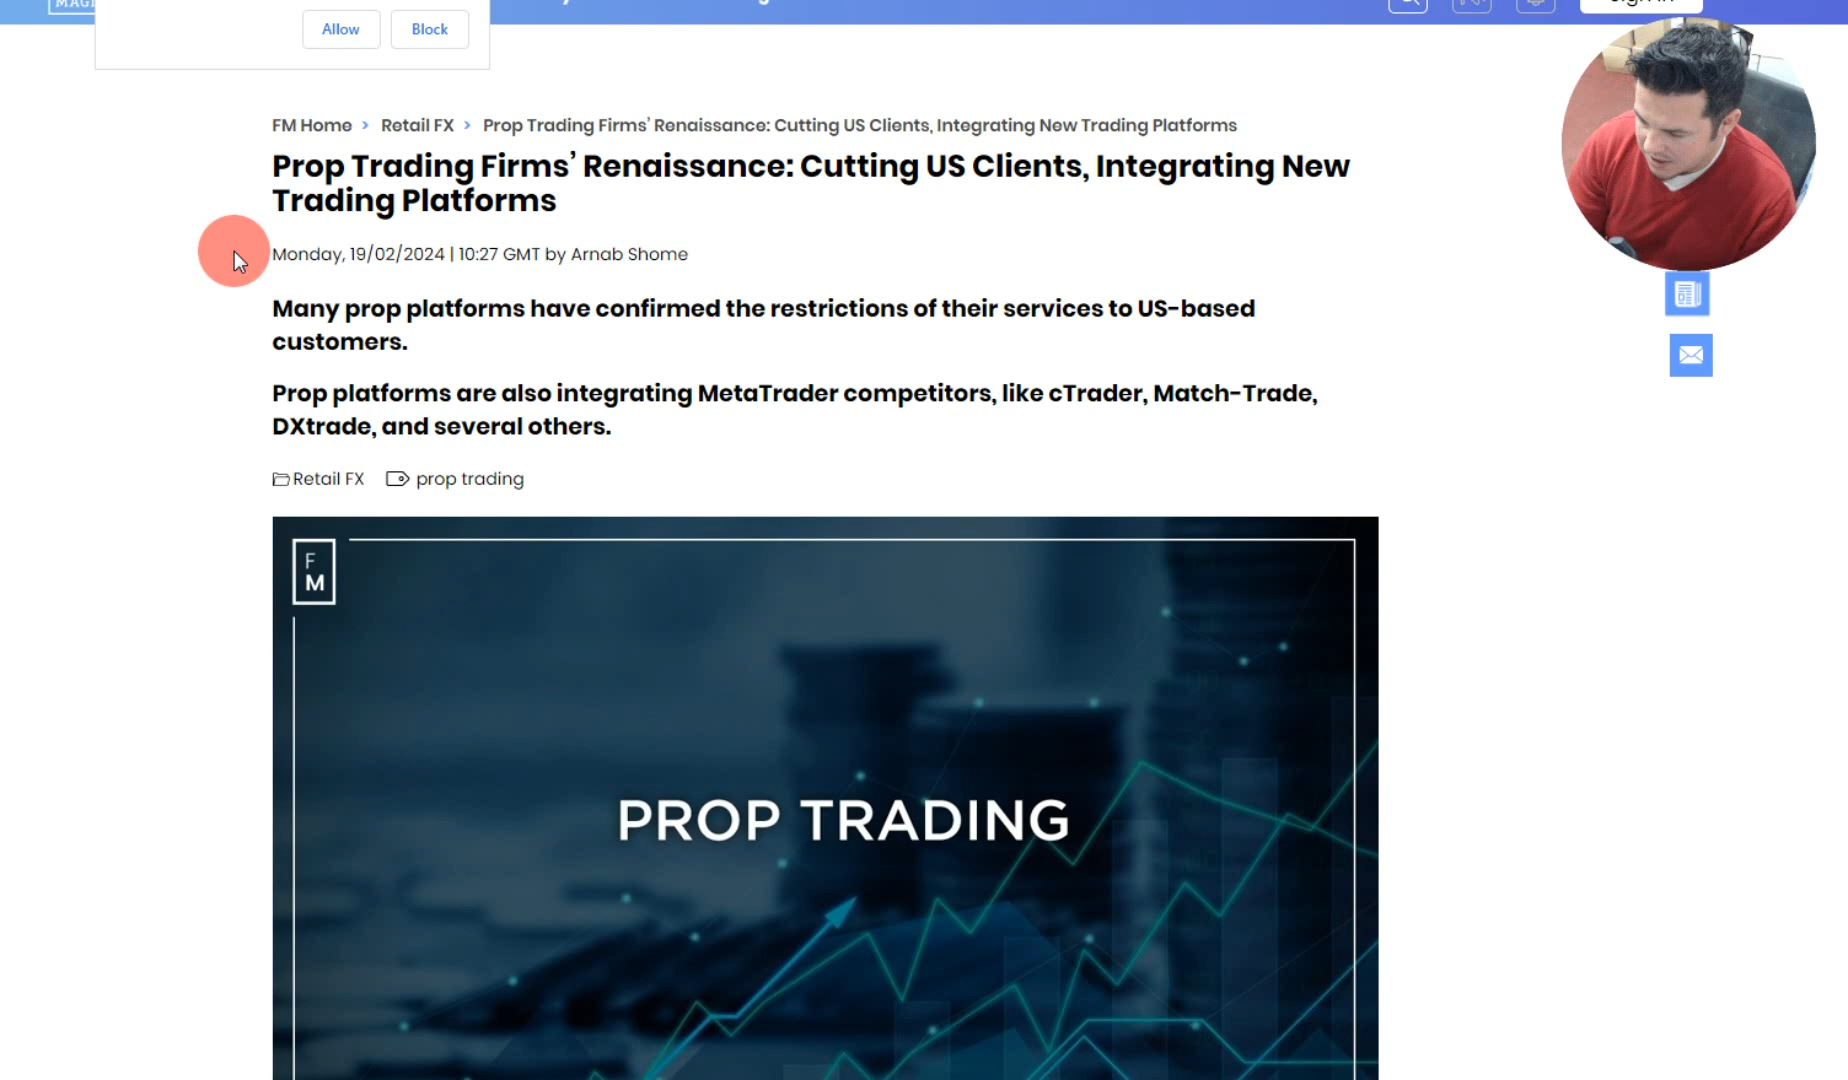 Allow Block
FM Home > Retail FX > Prop Trading Firms' Renaissance: Cutting US Clients, Integrating New Trading Platforms
Prop Trading Firms' Renaissance: Cutting US Clients, Integrating New
Trading Platforms
Monday, 19/02/2024 | 10:27 GMT by Arnab Shome
Many prop platforms have confirmed the restrictions of their services to US-based
customers.
Prop platforms are also integrating MetaTrader competitors, like cTrader, Match-Trade,
DXtrade, and several others.
Retail FX prop trading
F
M
PROP TRADING